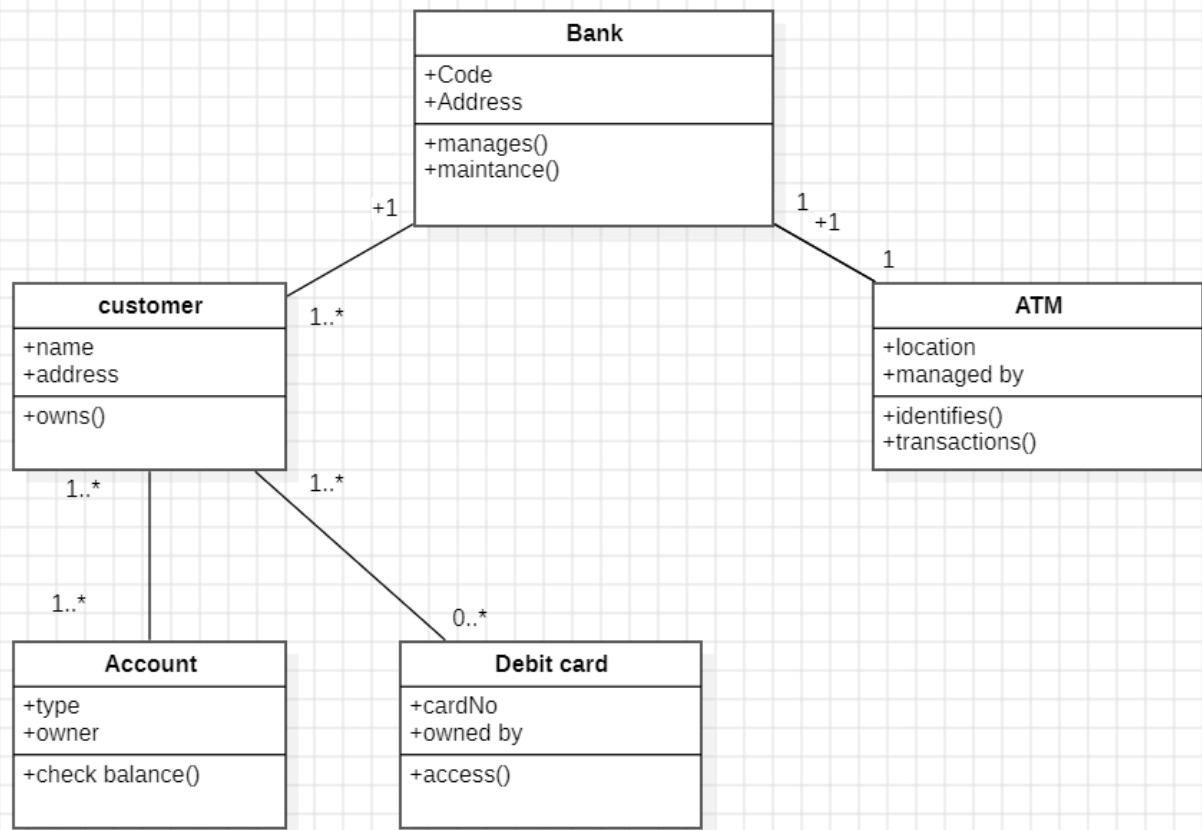 Bank
+Code
+Address
+manages()
+maintance()
+1
1
+1
1
1..*
customer
+name
+address
+owns()
ATM
+location
+managed by
+identifies()
+transactions()
1..*
1..*
1..*
0..*
Account
+type
+owner
+check balance()
Debit card
+cardNo
+owned by
+access()